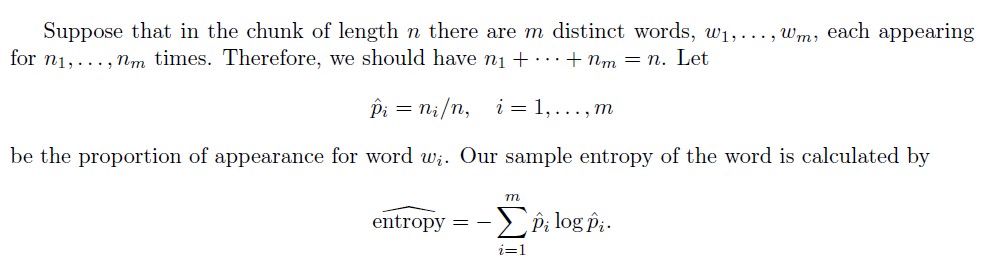 Suppose that in the chunk of length n there are m distinct words, w₁, . . . , wₘ, each appearing
for n₁, . . . , nₘ times. Therefore, we should have n₁ + · · · + nₘ = n. Let
p̂ᵢ = nᵢ/n,   i = 1, . . . , m
be the proportion of appearance for word wᵢ. Our sample entropy of the word is calculated by
\widehat{entropy} = − \sum_{i=1}^{m} p̂ᵢ log p̂ᵢ.